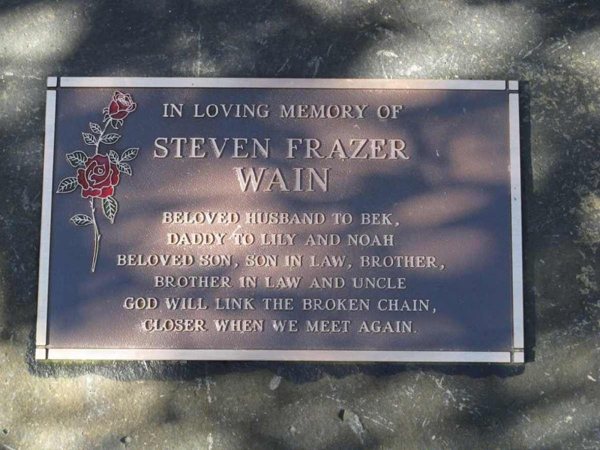 IN LOVING MEMORY OF
STEVEN FRAZER
WAIN
BELOVED HUSBAND TO BEK,
DADDY TO LILY AND NOAH
BELOVED SON, SON IN LAW, BROTHER,
BROTHER IN LAW AND UNCLE
GOD WILL LINK THE BROKEN CHAIN,
CLOSER WHEN WE MEET AGAIN.